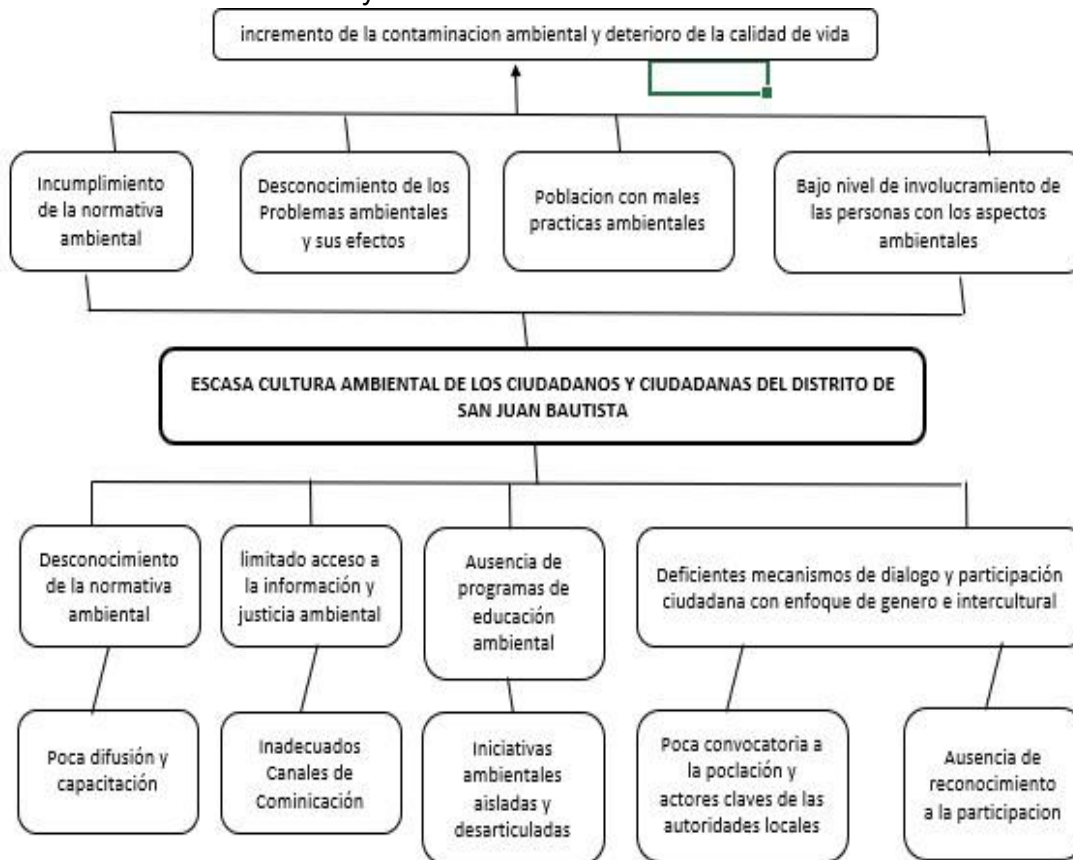 incremento de la contaminacion ambiental y deterioro de la calidad de vida
Incumplimiento
de la normativa
ambiental
Desconocimiento de los
Problemas ambientales
y sus efectos
Poblacion con males
practicas ambientales
Bajo nivel de involucramiento de
las personas con los aspectos
ambientales
ESCASA CULTURA AMBIENTAL DE LOS CIUDADANOS Y CIUDADANAS DEL DISTRITO DE
SAN JUAN BAUTISTA
Desconocimiento
de la normativa
ambiental
limitado acceso a
la información y
justicia ambiental
Ausencia de
programas de
educación
ambiental
Deficientes mecanismos de dialogo y participación
ciudadana con enfoque de genero e intercultural
Poca difusión y
capacitación
Inadecuados
Canales de
Cominicación
Iniciativas
ambientales
aisladas y
desarticuladas
Poca convocatoria a
la poclación y
actores claves de las
autoridades locales
Ausencia de
reconocimiento
a la participacion